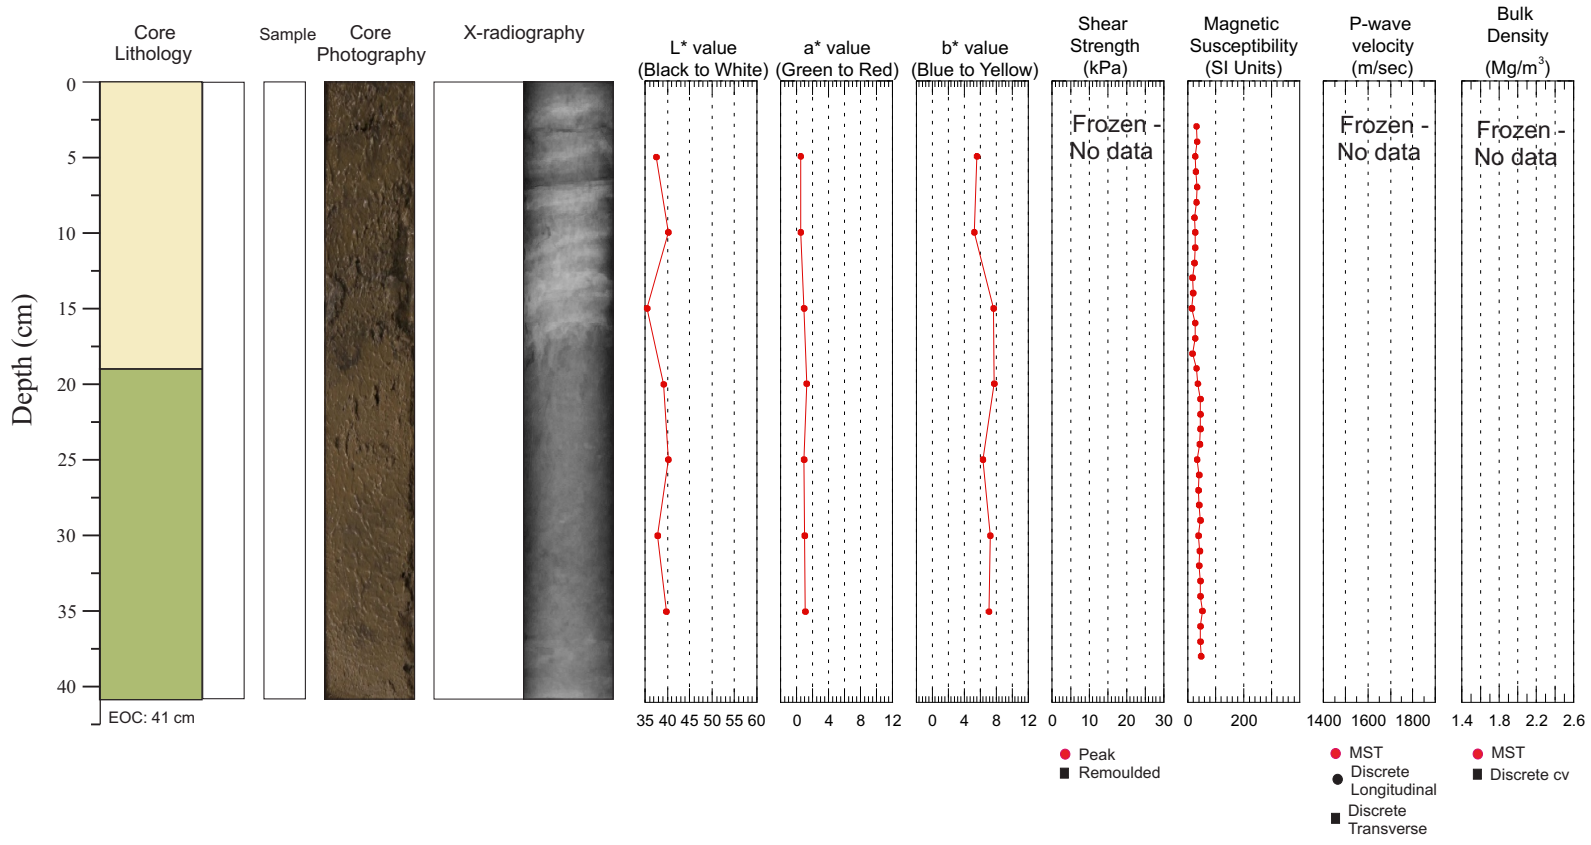 Core
Lithology
Sample
Core
Photography
X-radiography
L* value
(Black to White)
a* value
(Green to Red)
b* value
(Blue to Yellow)
Shear
Strength
(kPa)
Magnetic
Susceptibility
(SI Units)
P-wave
velocity
(m/sec)
Bulk
Density
(Mg/m³)
Depth (cm)
0
5
10
15
20
25
30
35
40
EOC: 41 cm
Frozen -
No data
Frozen -
No data
Frozen -
No data
35 40 45 50 55 60
0 4 8 12
0 4 8 12
0 10 20 30
0 200
1400 1600 1800
1.4 1.8 2.2 2.6
Peak
Remoulded
MST
Discrete
Longitudinal
Discrete
Transverse
MST
Discrete cv